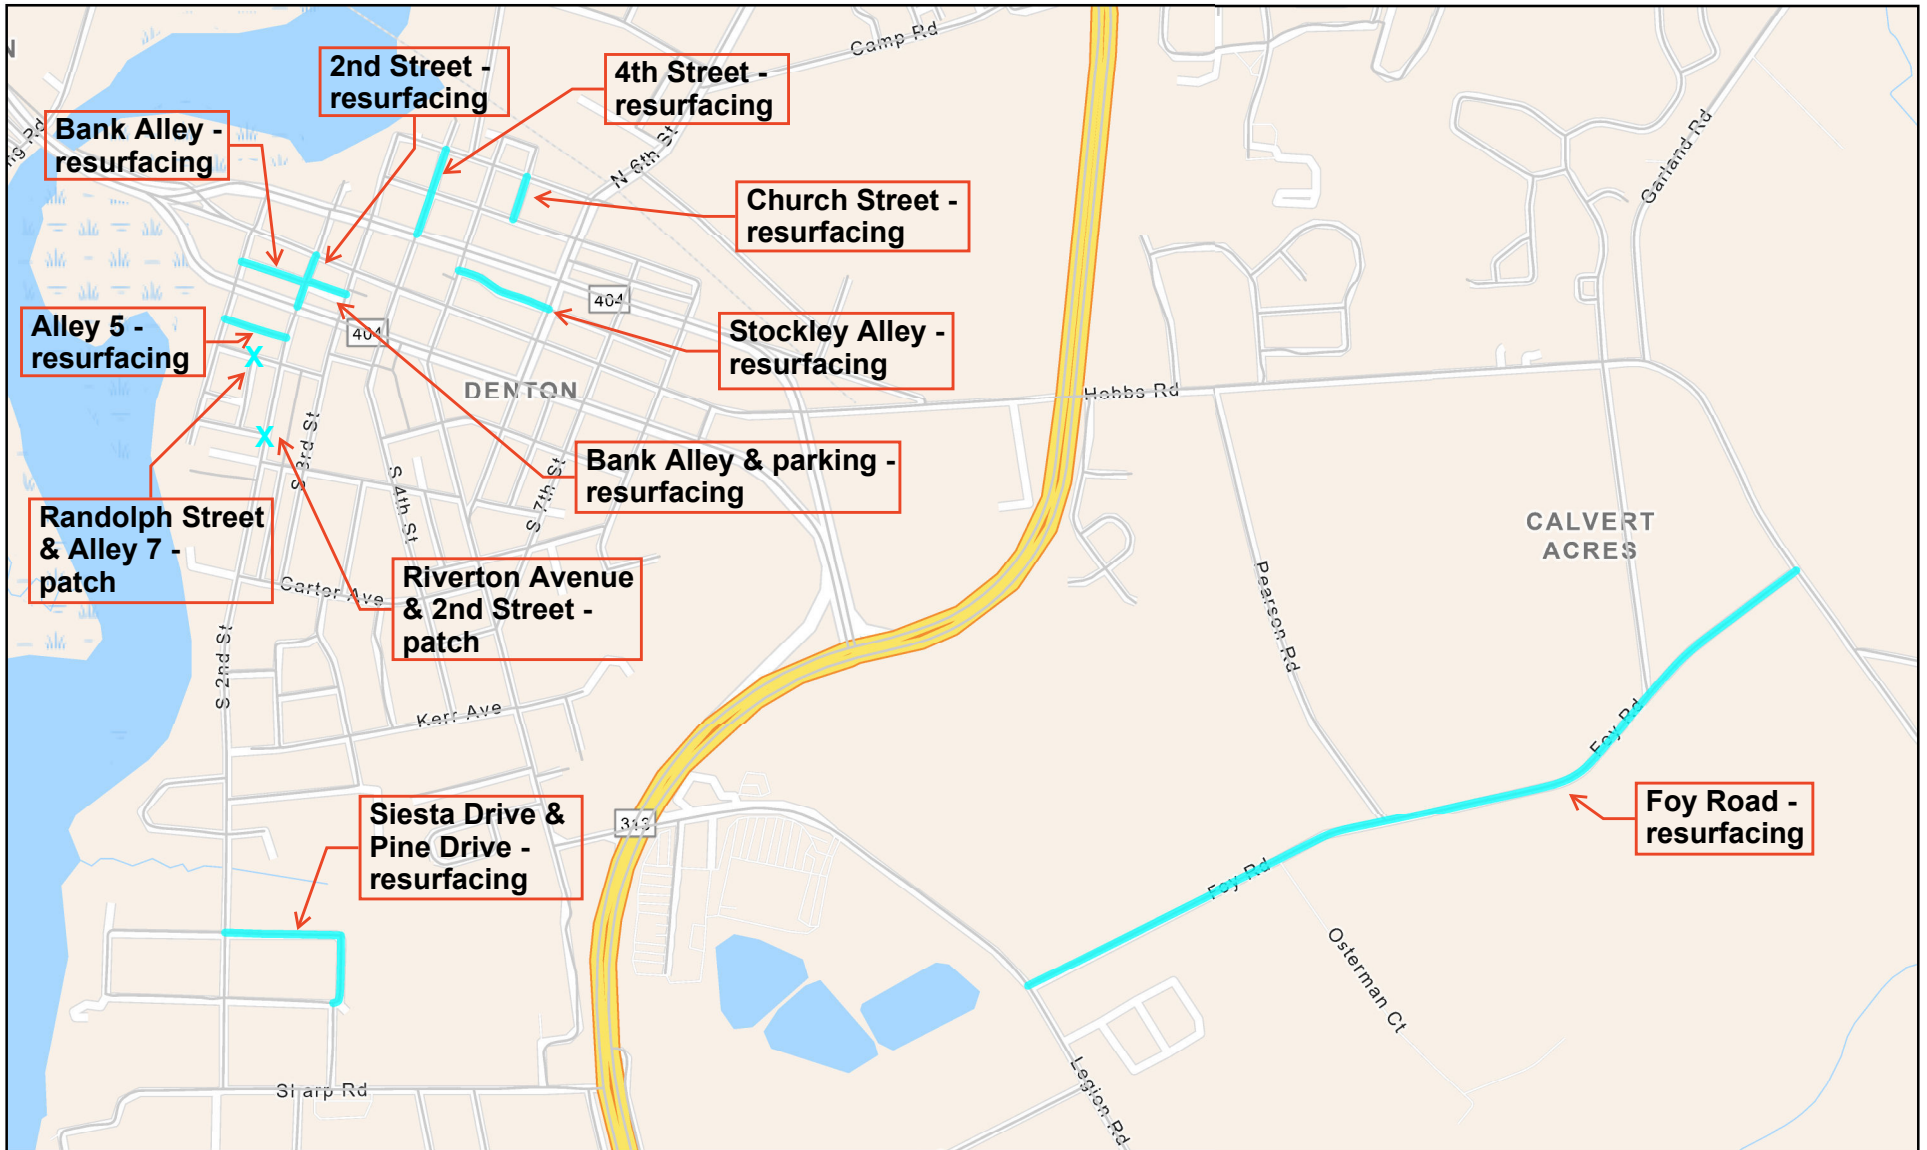 N
Camp Rd
2nd Street -
resurfacing
4th Street -
resurfacing
Bank Alley -
resurfacing
ng Rd
N 6th St
Garland Rd
Church Street -
resurfacing
404
Alley 5 -
resurfacing
404
Stockley Alley -
resurfacing
X
DENTON
Hobbs Rd
X
S 3rd St
Bank Alley & parking -
resurfacing
S 4th St
S 7th St
Randolph Street
& Alley 7 -
patch
CALVERT
ACRES
Carter Ave
Riverton Avenue
& 2nd Street -
patch
Pearson Rd
S 2nd St
Kerr Ave
Foy Rd
Siesta Drive &
Pine Drive -
resurfacing
313
Foy Road -
resurfacing
Foy Rd
Osterman Ct
Sharp Rd
Legion Rd